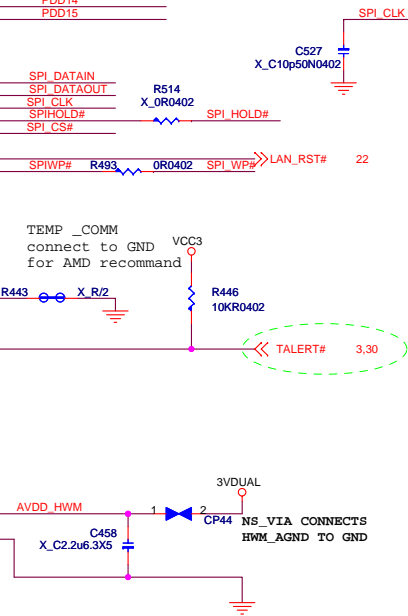 PDD14
PDD15
SPI_CLK
C527
X_C10p50N0402
SPI_DATAIN
SPI_DATAOUT
SPI_CLK
SPIHOLD#
SPI_CS#
R514
X_0R0402
SPI_HOLD#
LAN_RST# 22
SPIWP# R493 0R0402 SPI_WP#
TEMP _COMM
connect to GND
for AMD recommand
VCC3
R443 X_R/2
R446
10KR0402
TALERT# 3,30
3VDUAL
AVDD_HWM
1 2
CP44
NS_VIA CONNECTS
HWM_AGND TO GND
C458
X_C2.2u6.3X5